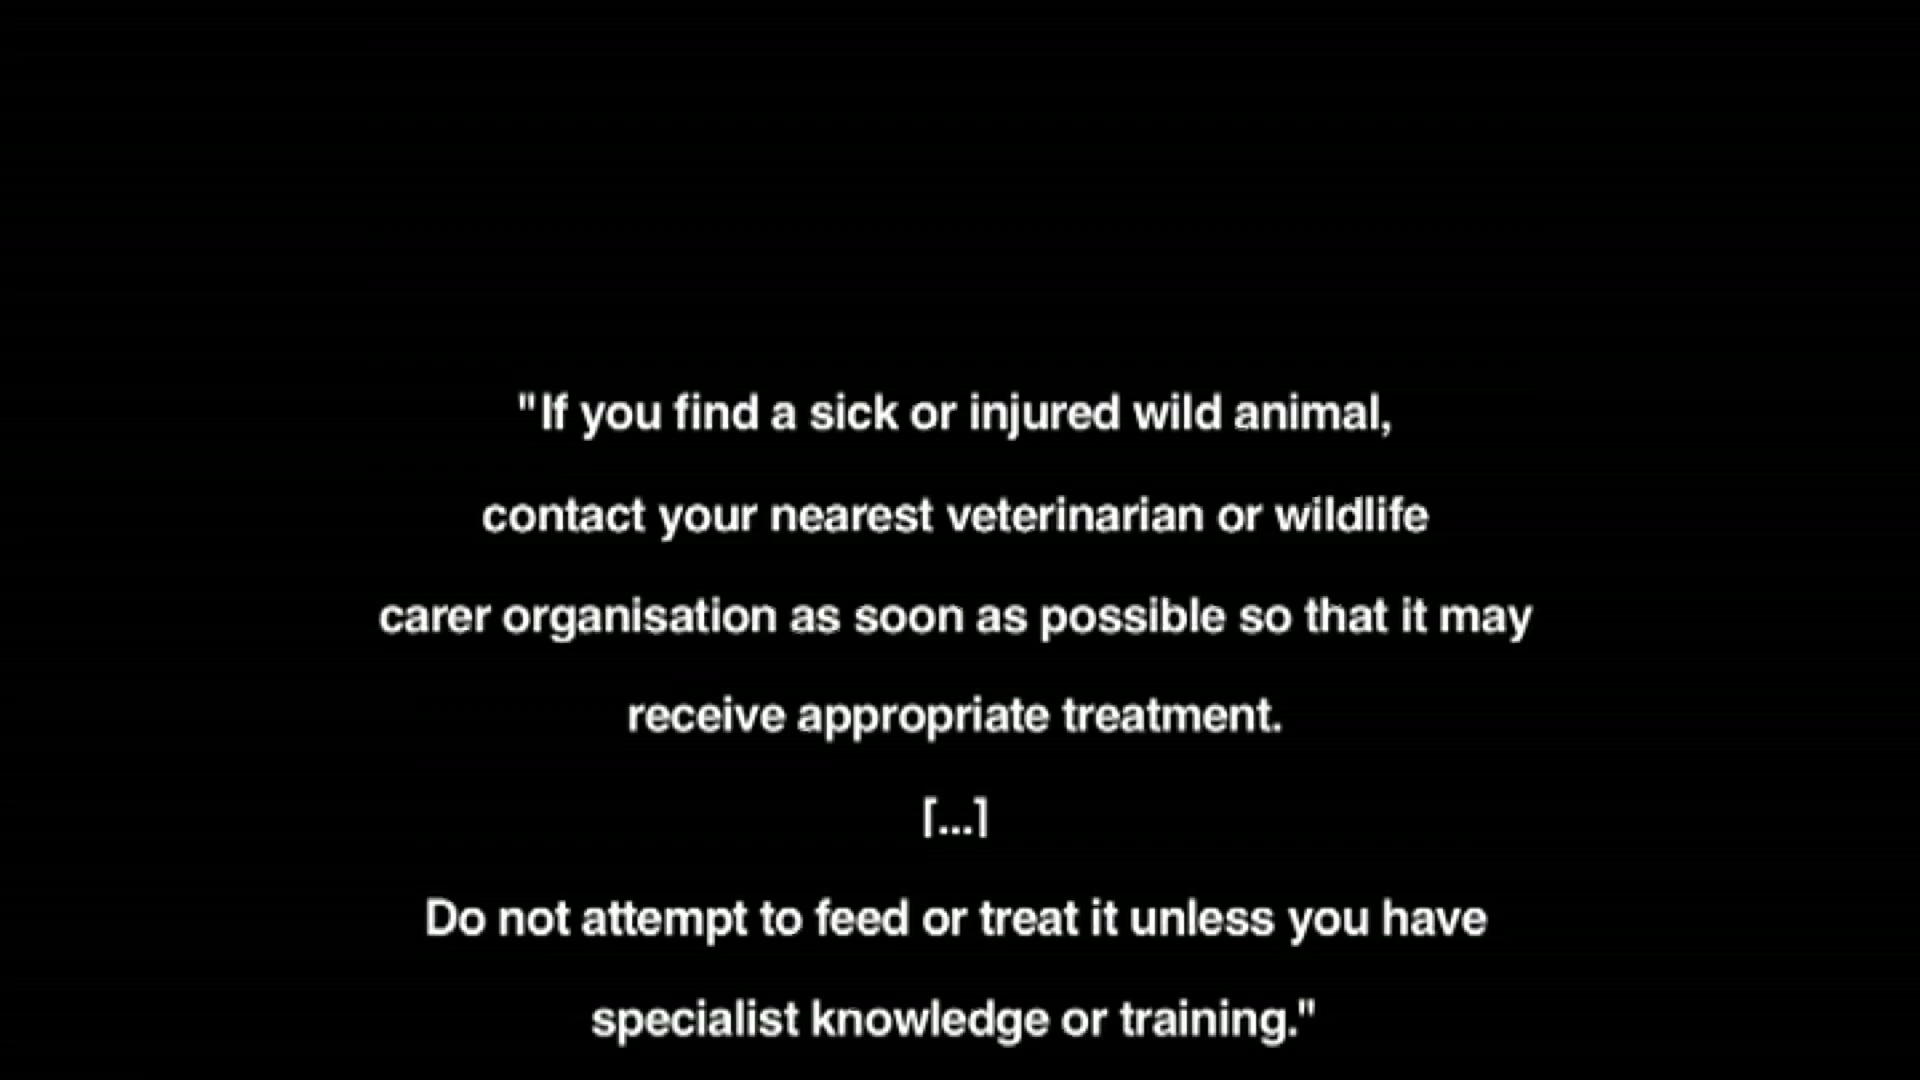 "If you find a sick or injured wild animal,
contact your nearest veterinarian or wildlife
carer organisation as soon as possible so that it may
receive appropriate treatment.
[...]
Do not attempt to feed or treat it unless you have
specialist knowledge or training."